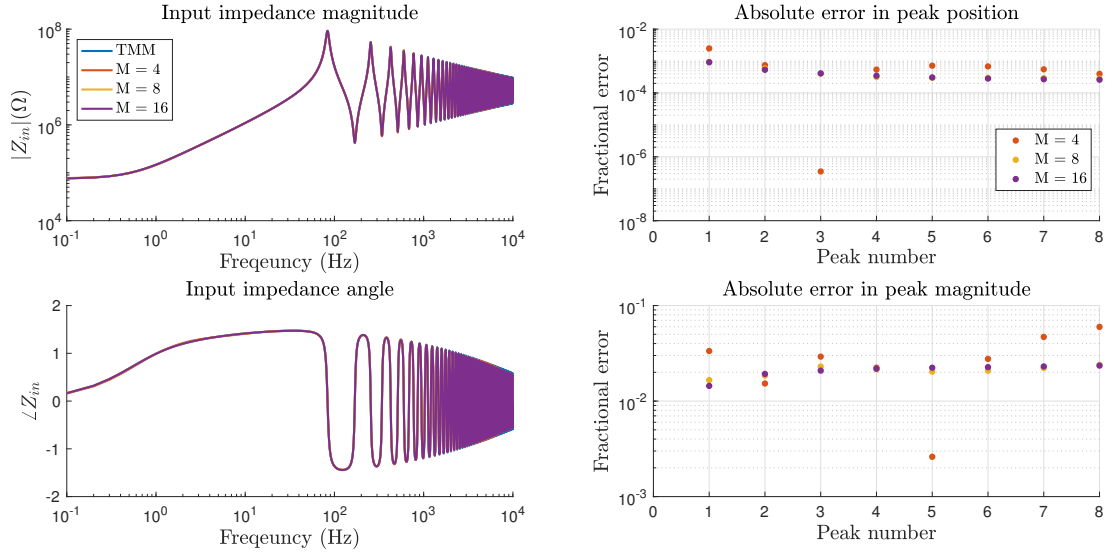 Input impedance magnitude
10^8
10^6
10^4
|Z_{in}|(Ω)
TMM
M = 4
M = 8
M = 16
10^{-1} 10^0 10^1 10^2 10^3 10^4
Freqeuncy (Hz)
Absolute error in peak position
10^{-2}
10^{-4}
10^{-6}
10^{-8}
Fractional error
M = 4
M = 8
M = 16
0 1 2 3 4 5 6 7 8
Peak number
Input impedance angle
2
1
0
-1
-2
∠Z_{in}
10^{-1} 10^0 10^1 10^2 10^3 10^4
Freqeuncy (Hz)
Absolute error in peak magnitude
10^{-1}
10^{-2}
10^{-3}
Fractional error
0 1 2 3 4 5 6 7 8
Peak number